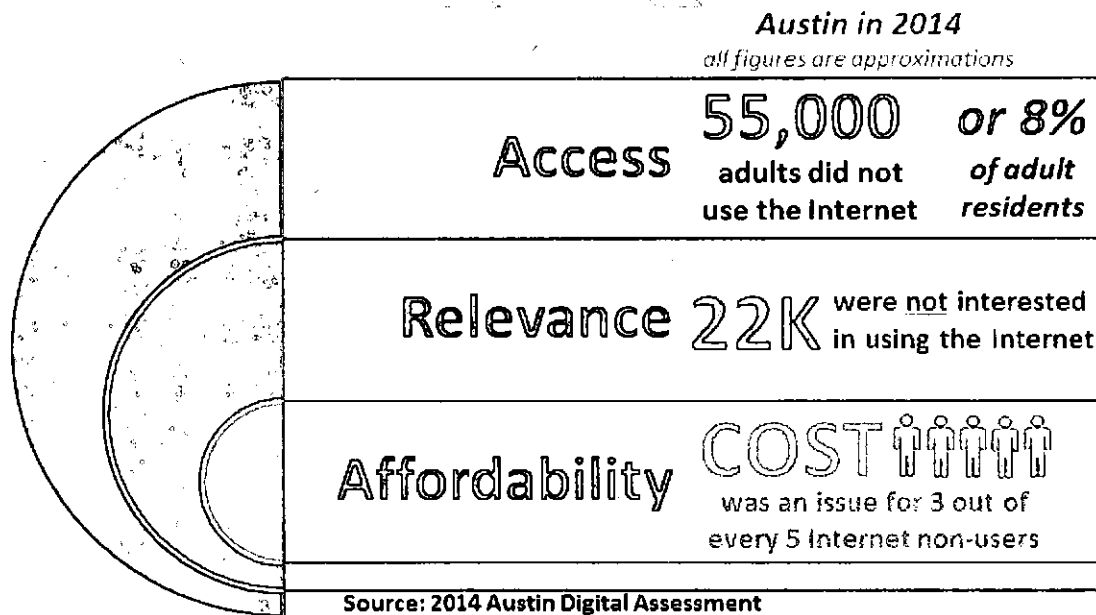 Austin in 2014
all figures are approximations
Access
55,000
adults did not
use the Internet
or 8%
of adult
residents
Relevance
22K
were not interested
in using the Internet
Affordability
COST
was an issue for 3 out of
every 5 Internet non-users
Source: 2014 Austin Digital Assessment